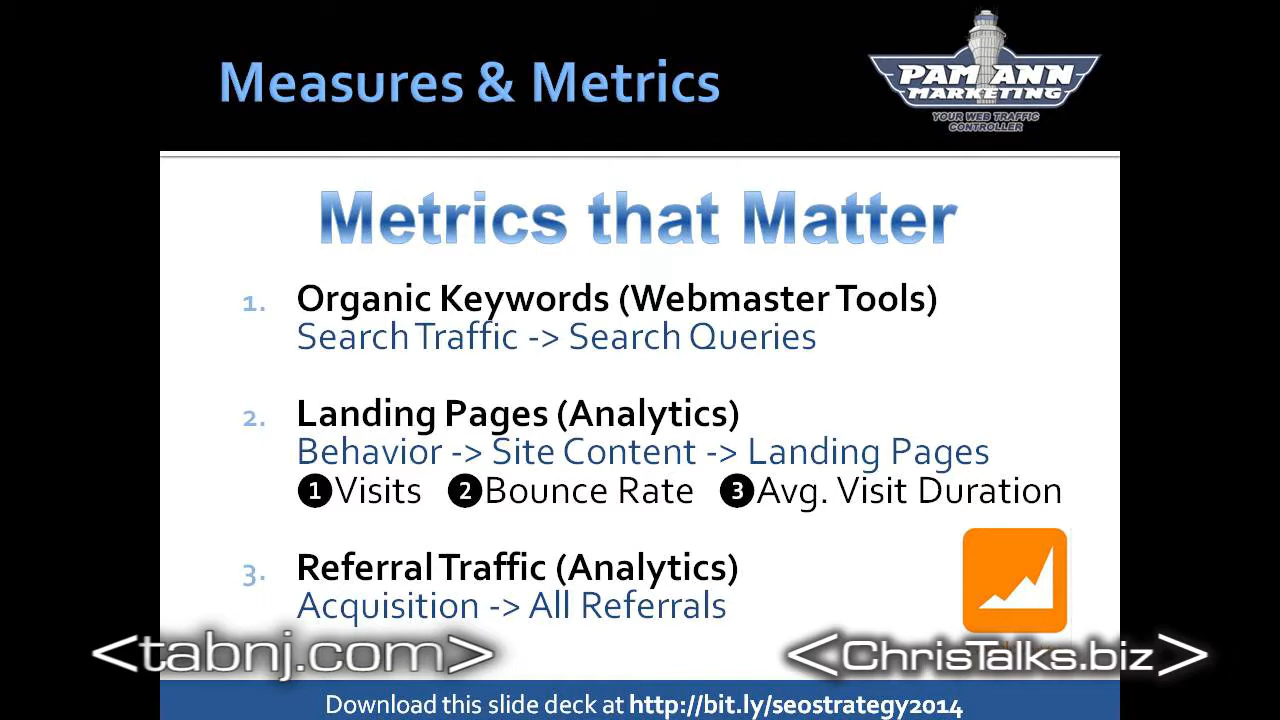 Measures & Metrics
PAM ANN
MARKETING
YOUR WEB TRAFFIC
CONTROLLER
Metrics that Matter
1. Organic Keywords (Webmaster Tools)
Search Traffic -> Search Queries
2. Landing Pages (Analytics)
Behavior -> Site Content -> Landing Pages
❶Visits ❷Bounce Rate ❸Avg. Visit Duration
3. Referral Traffic (Analytics)
Acquisition -> All Referrals
<tabnj.com>
<ChrisTalks.biz>
Download this slide deck at http://bit.ly/seostrategy2014